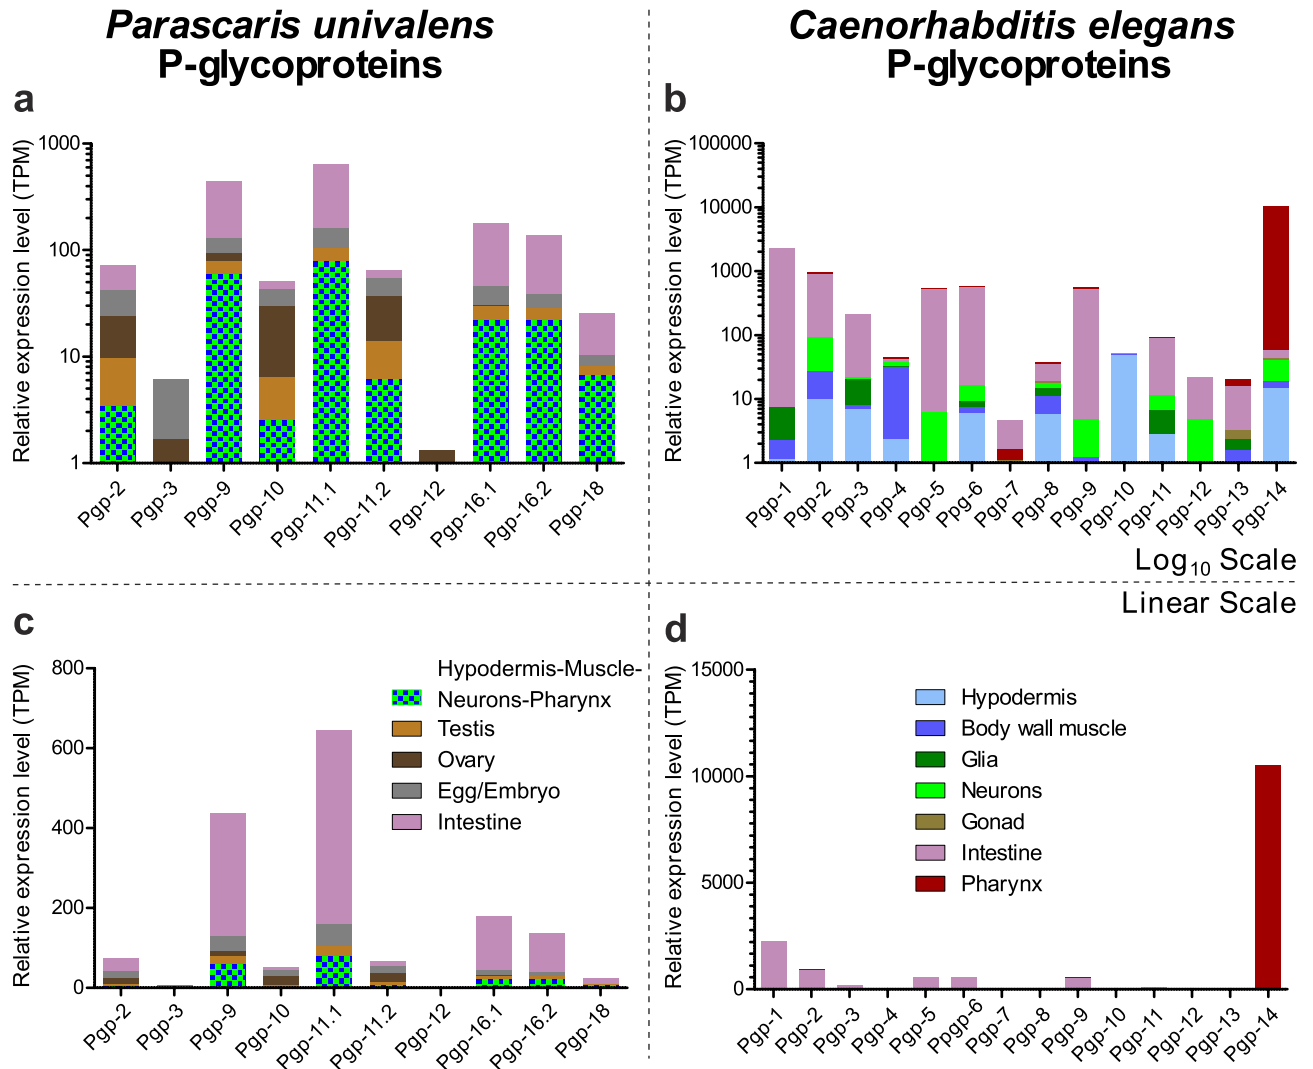 Parascaris univalens
P-glycoproteins
Caenorhabditis elegans
P-glycoproteins
a
Relative expression level (TPM)
1000
100
10
1
Pgp-2
Pgp-3
Pgp-9
Pgp-10
Pgp-11.1
Pgp-11.2
Pgp-12
Pgp-16.1
Pgp-16.2
Pgp-18
b
Relative expression level (TPM)
100000
10000
1000
100
10
1
Pgp-1
Pgp-2
Pgp-3
Pgp-4
Pgp-5
Ppg-6
Pgp-7
Pgp-8
Pgp-9
Pgp-10
Pgp-11
Pgp-12
Pgp-13
Pgp-14
Log₁₀ Scale
Linear Scale
c
Relative expression level (TPM)
800
600
400
200
0
Hypodermis-Muscle-
Neurons-Pharynx
Testis
Ovary
Egg/Embryo
Intestine
Pgp-2
Pgp-3
Pgp-9
Pgp-10
Pgp-11.1
Pgp-11.2
Pgp-12
Pgp-16.1
Pgp-16.2
Pgp-18
d
Relative expression level (TPM)
15000
10000
5000
0
Hypodermis
Body wall muscle
Glia
Neurons
Gonad
Intestine
Pharynx
Pgp-1
Pgp-2
Pgp-3
Pgp-4
Pgp-5
Ppg-6
Pgp-7
Pgp-8
Pgp-9
Pgp-10
Pgp-11
Pgp-12
Pgp-13
Pgp-14